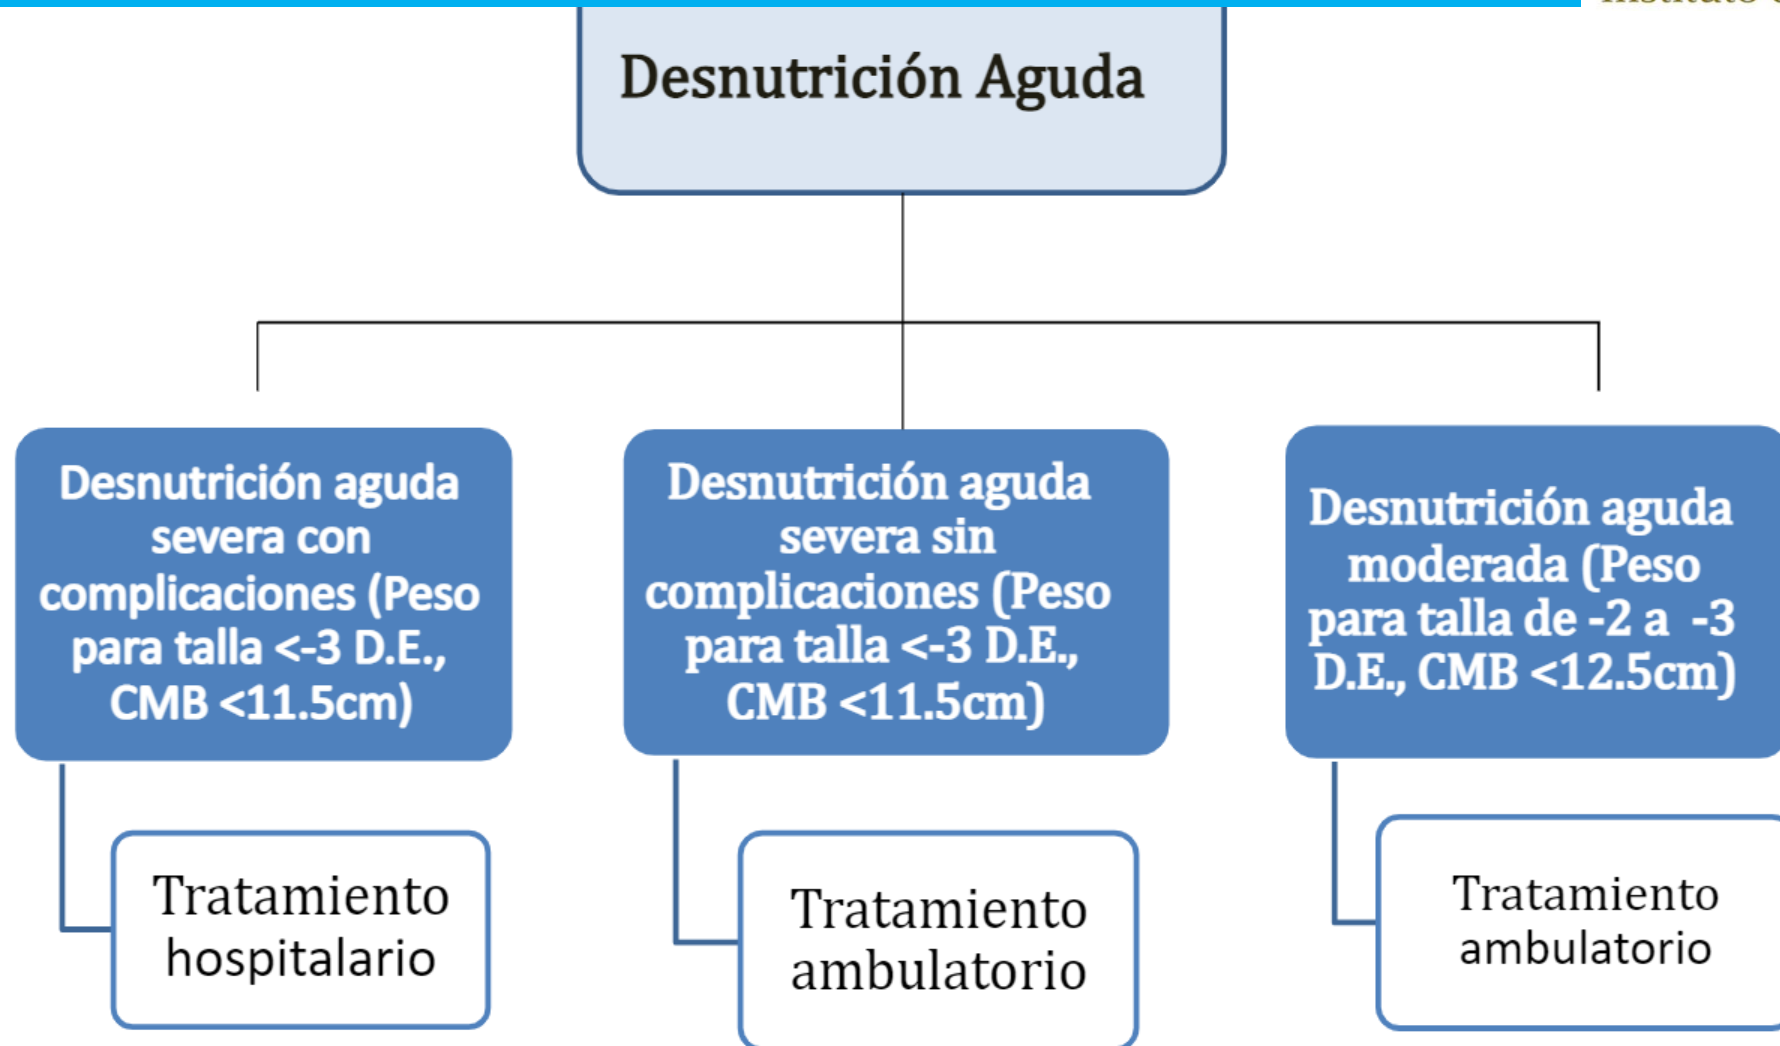 Desnutrición Aguda
Desnutrición aguda
severa con
complicaciones (Peso
para talla <-3 D.E.,
CMB <11.5cm)
Desnutrición aguda
severa sin
complicaciones (Peso
para talla <-3 D.E.,
CMB <11.5cm)
Desnutrición aguda
moderada (Peso
para talla de -2 a -3
D.E., CMB <12.5cm)
Tratamiento
hospitalario
Tratamiento
ambulatorio
Tratamiento
ambulatorio